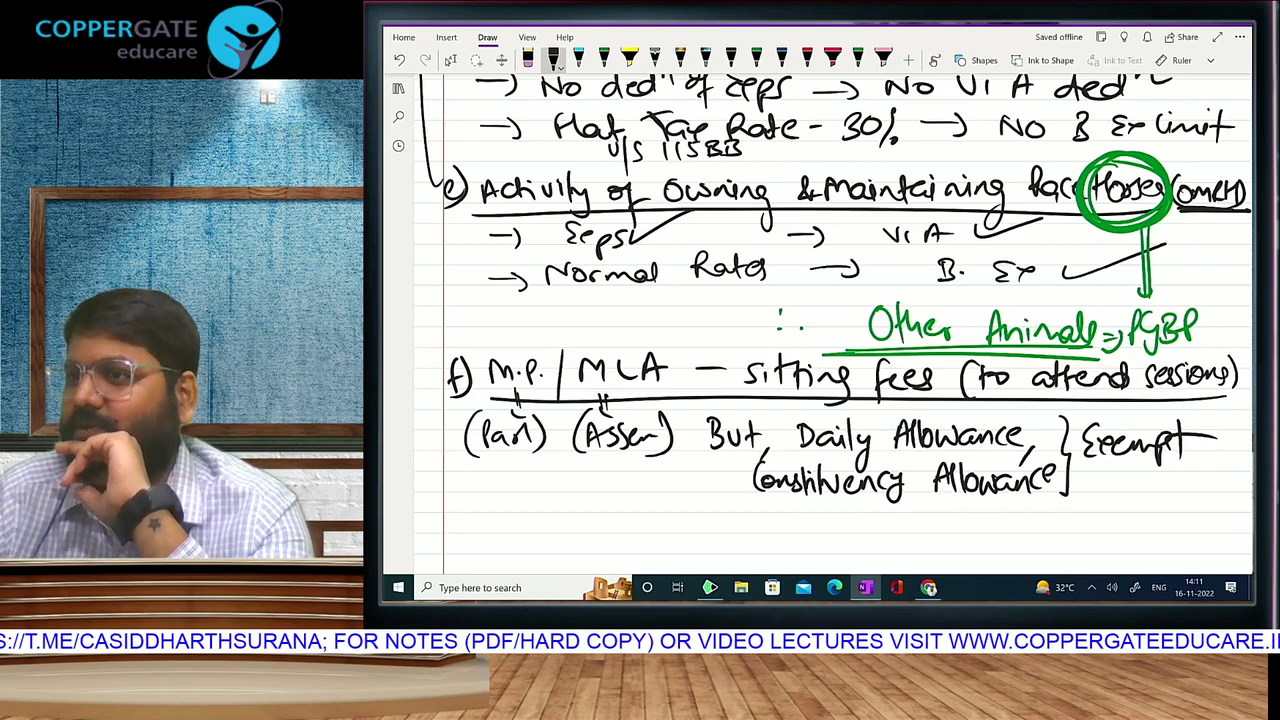 COPPERGATE
educare
Home Insert Draw View Help
Saved offline
Share
Shapes
Ink to Shape
Ink to Text
Ruler
→ No dedn of Exps → No VI A dedn
→ Flat Tax Rate - 30% → No B Ex limit
U/S 115BB
e) Activity of Owning & Maintaining Race Horses (OMRH)
→ Exps ✓ → VI A ✓
→ Normal Rates → B. Ex ✓
∴ Other Animals ⇒ PGBP
f) M.P. / MLA — sitting fees (to attend sessions)
(Parl) (Assem) But, Daily Allowance, } Exempt
Constituency Allowance
Type here to search
32°C
ENG
14:11
16-11-2022
S://T.ME/CASIDDHARTHSURANA; FOR NOTES (PDF/HARD COPY) OR VIDEO LECTURES VISIT WWW.COPPERGATEEDUCARE.I